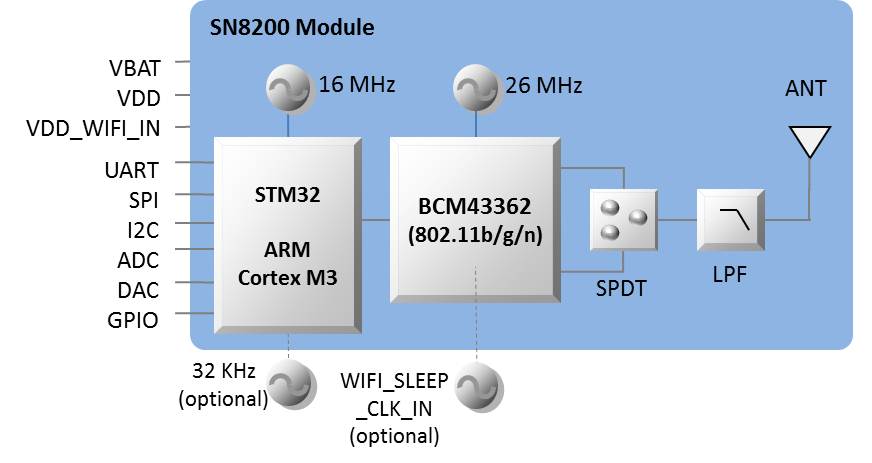 SN8200 Module
VBAT
VDD
VDD_WIFI_IN
UART
SPI
I2C
ADC
DAC
GPIO
16 MHz
26 MHz
ANT
STM32
ARM
Cortex M3
BCM43362
(802.11b/g/n)
SPDT
LPF
32 KHz
(optional)
WIFI_SLEEP
_CLK_IN
(optional)